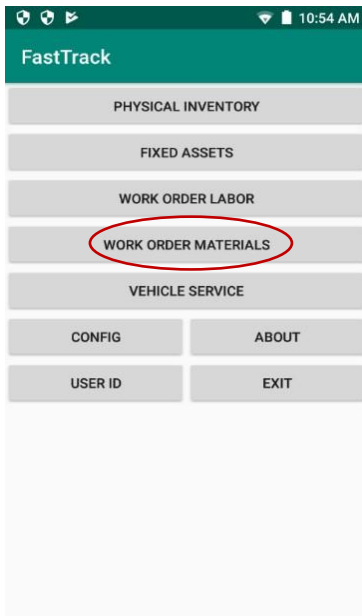 10:54 AM
FastTrack
PHYSICAL INVENTORY
FIXED ASSETS
WORK ORDER LABOR
WORK ORDER MATERIALS
VEHICLE SERVICE
CONFIG ABOUT
USER ID EXIT